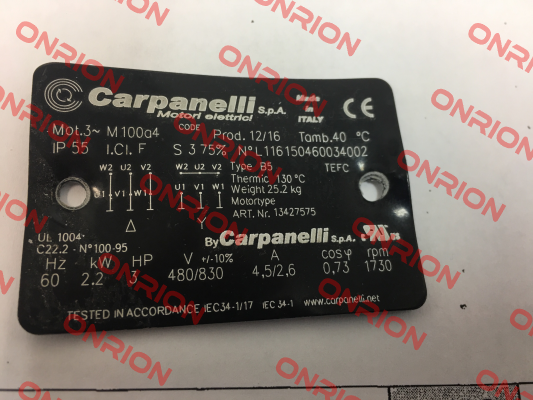 Carpanelli S.p.A.
Motori elettrici
Made in ITALY
CE
Mot.3~ M100a4 CODE Prod. 12/16 Tamb.40 °C
IP 55 I.Cl. F S 3 75% N°L116150460034002
W2 U2 V2 W2 U2 V2 Type B5 TEFC
Thermic 130 °C
U1 V1 W1 U1 V1 W1 Weight 25.2 kg
Motortype
Δ Y ART. Nr. 13427575
UL 1004
C22.2 - N°100-95
By Carpanelli S.p.A. c UR us
Hz kW HP V +/-10% A cosφ rpm
60 2.2 3 480/830 4,5/2,6 0,73 1730
TESTED IN ACCORDANCE IEC34-1/17 IEC 34-1 www.carpanelli.net
ONRION